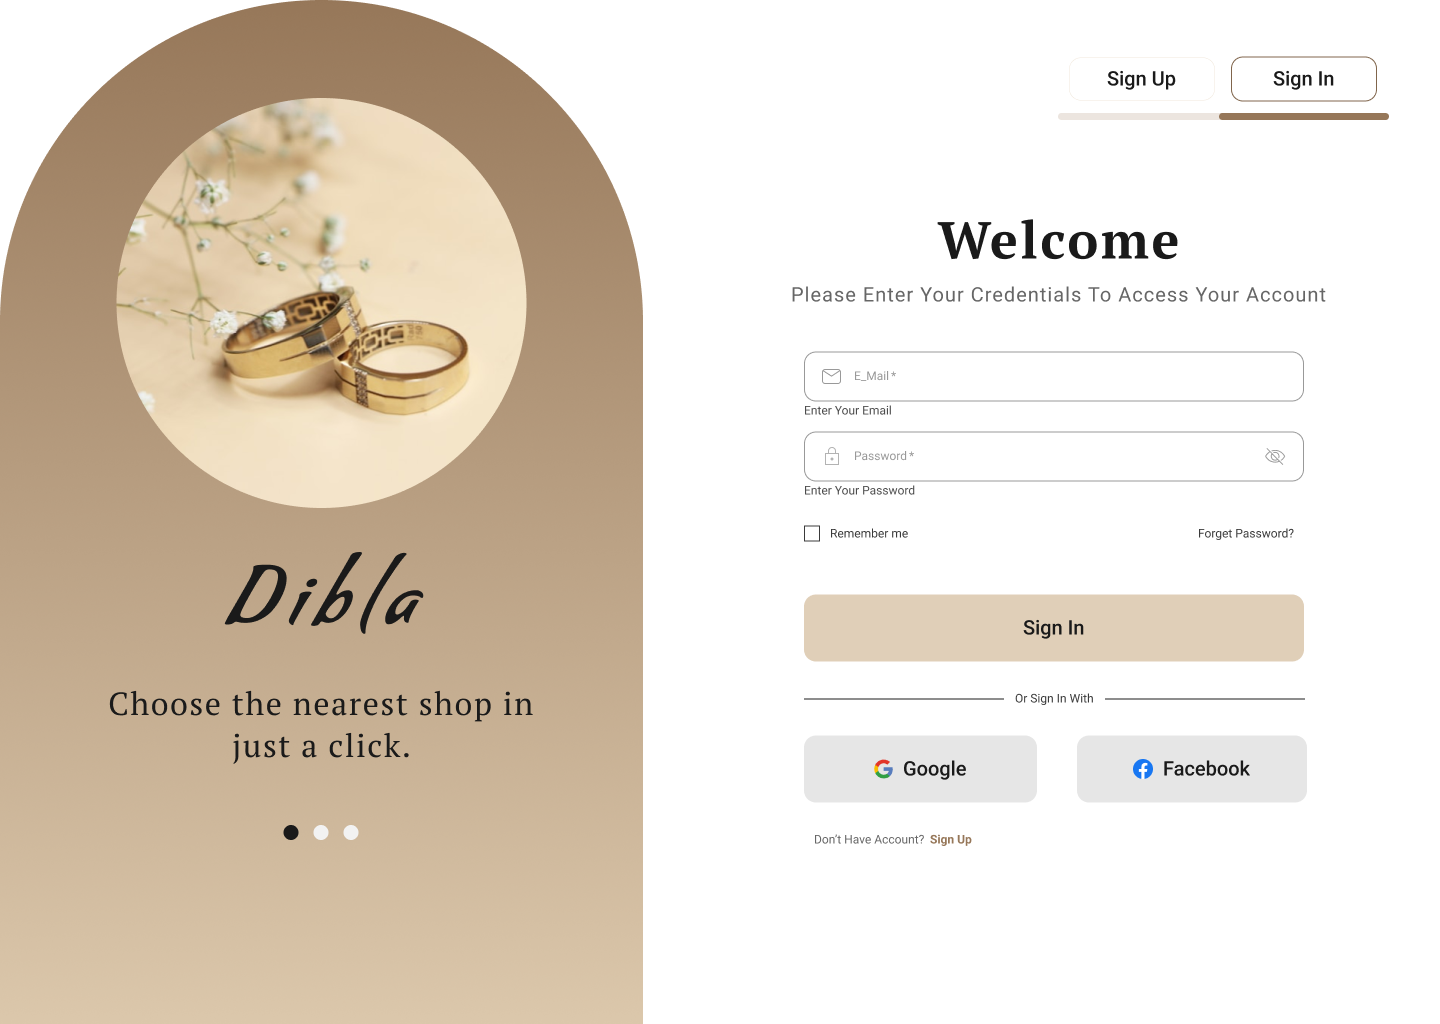 Dibla
Choose the nearest shop in
just a click.
Sign Up
Sign In
Welcome
Please Enter Your Credentials To Access Your Account
E_Mail *
Enter Your Email
Password *
Enter Your Password
Remember me
Forget Password?
Sign In
Or Sign In With
Google
Facebook
Don't Have Account? Sign Up